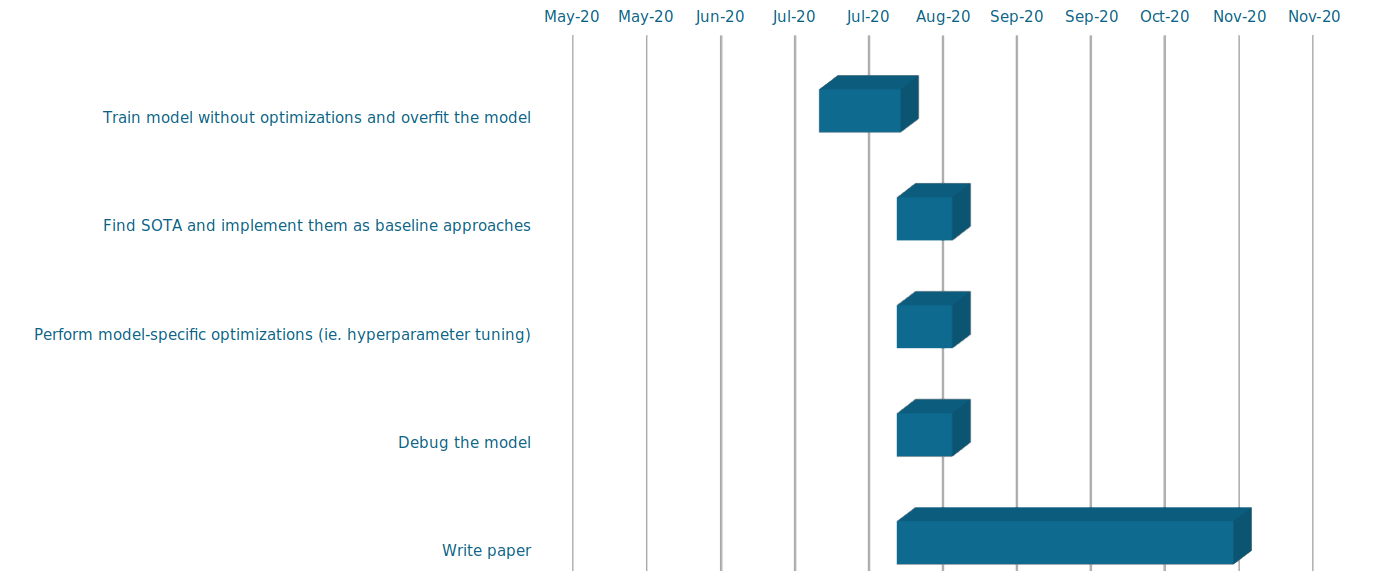 May-20 May-20 Jun-20 Jul-20 Jul-20 Aug-20 Sep-20 Sep-20 Oct-20 Nov-20 Nov-20
Train model without optimizations and overfit the model
Find SOTA and implement them as baseline approaches
Perform model-specific optimizations (ie. hyperparameter tuning)
Debug the model
Write paper